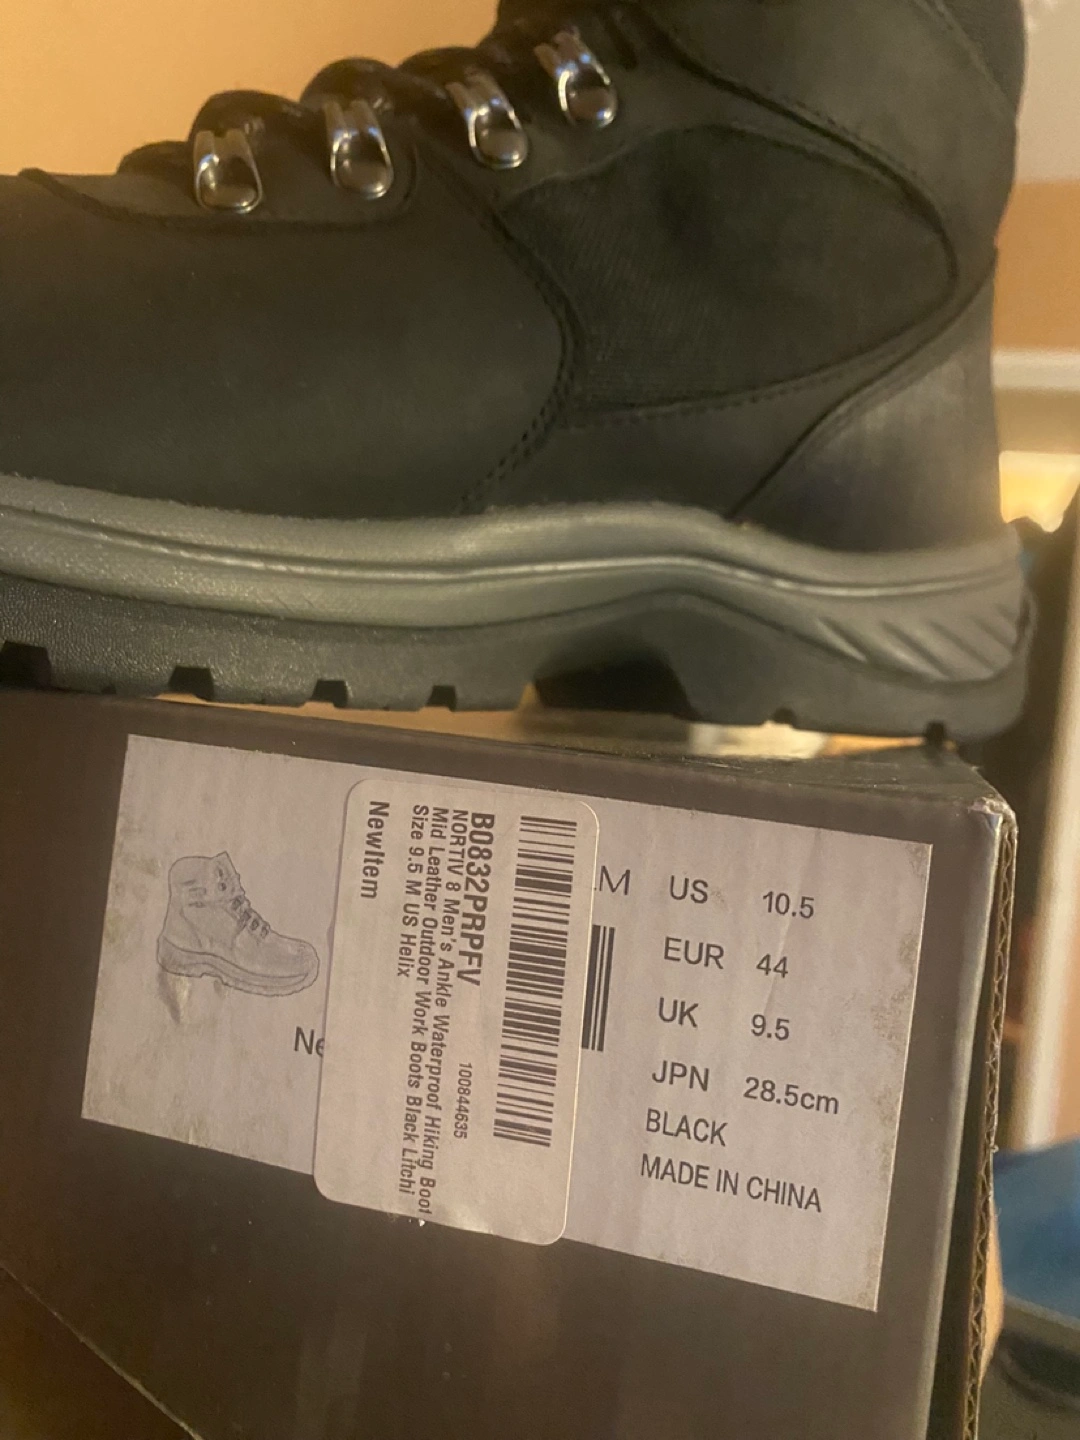 B0832PRPFV
NORTIV 8 Men's Ankle Waterproof Hiking Boot
Mid Leather Outdoor Work Boots Black Litchi
Size 9.5 M US Helix
NewItem
100844635
M
US 10.5
EUR 44
UK 9.5
JPN 28.5cm
BLACK
MADE IN CHINA